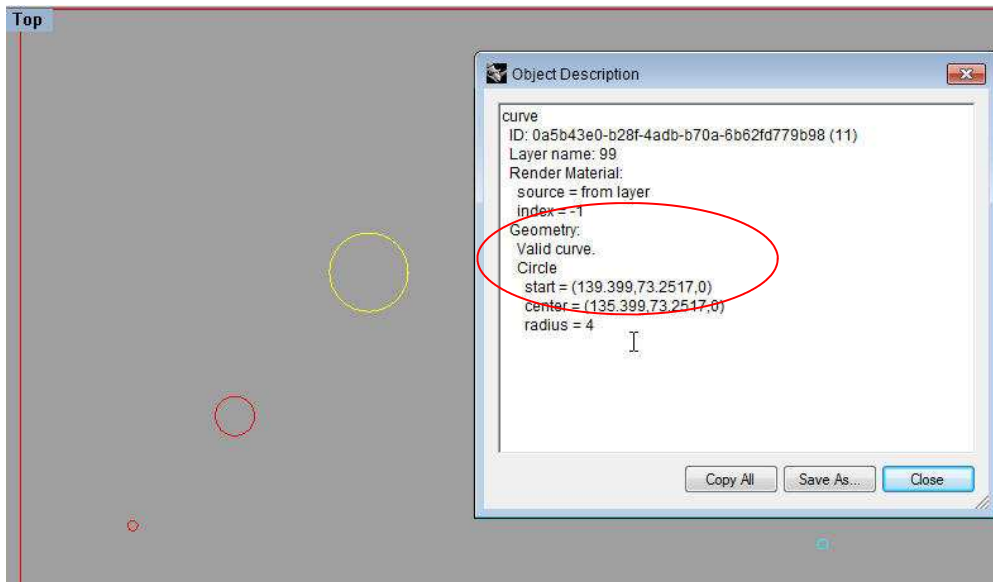 Top
Object Description
curve
ID: 0a5b43e0-b28f-4adb-b70a-6b62fd779b98 (11)
Layer name: 99
Render Material:
source = from layer
index = -1
Geometry:
Valid curve.
Circle
start = (139.399,73.2517,0)
center = (135.399,73.2517,0)
radius = 4
Copy All
Save As...
Close